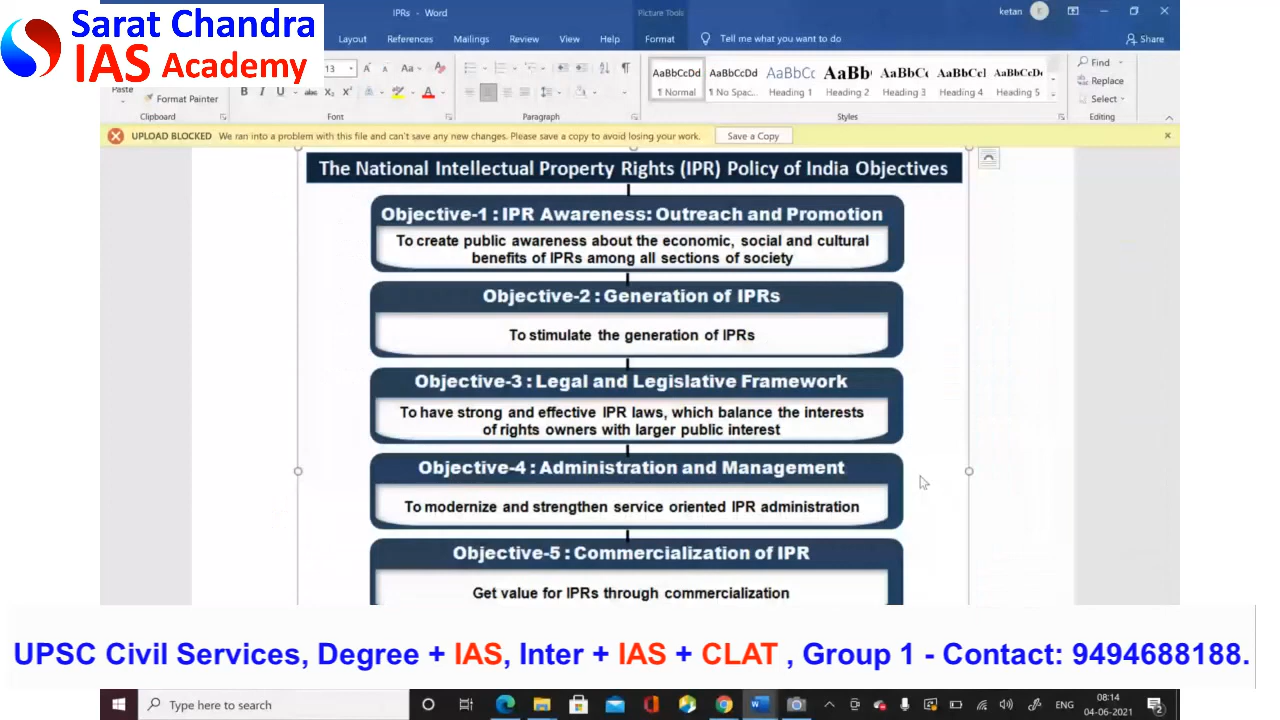 Sarat Chandra
IAS Academy
IPRs - Word
Picture Tools
ketan
K
Layout
References
Mailings
Review
View
Help
Format
Tell me what you want to do
Share
Paste
Format Painter
Clipboard
13
Aa
B I U abc X₂ X² A
Font
Paragraph
AaBbCcDd AaBbCcDd AaBbCc AaBb( AaBbCc AaBbCcI AaBbCcDc
¶ Normal ¶ No Spac... Heading 1 Heading 2 Heading 3 Heading 4 Heading 5
Styles
Find
Replace
Select
Editing
UPLOAD BLOCKED We ran into a problem with this file and can't save any new changes. Please save a copy to avoid losing your work. Save a Copy
The National Intellectual Property Rights (IPR) Policy of India Objectives
Objective-1 : IPR Awareness: Outreach and Promotion
To create public awareness about the economic, social and cultural
benefits of IPRs among all sections of society
Objective-2 : Generation of IPRs
To stimulate the generation of IPRs
Objective-3 : Legal and Legislative Framework
To have strong and effective IPR laws, which balance the interests
of rights owners with larger public interest
Objective-4 : Administration and Management
To modernize and strengthen service oriented IPR administration
Objective-5 : Commercialization of IPR
Get value for IPRs through commercialization
UPSC Civil Services, Degree + IAS, Inter + IAS + CLAT , Group 1 - Contact: 9494688188.
Type here to search
ENG
08:14
04-06-2021
2